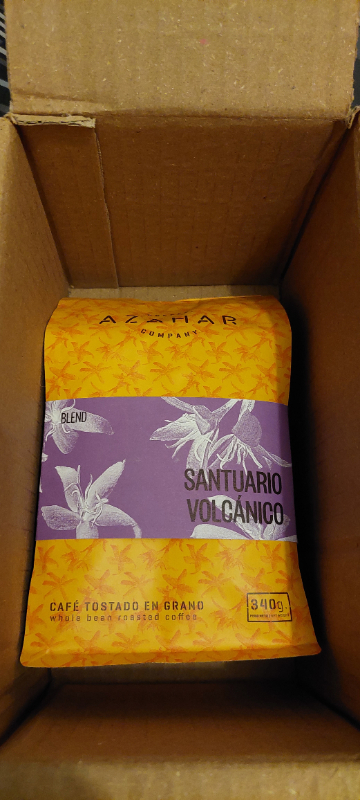 AZAHAR
COMPANY
BLEND
SANTUARIO
VOLCÁNICO
CAFÉ TOSTADO EN GRANO
whole bean roasted coffee
340g.